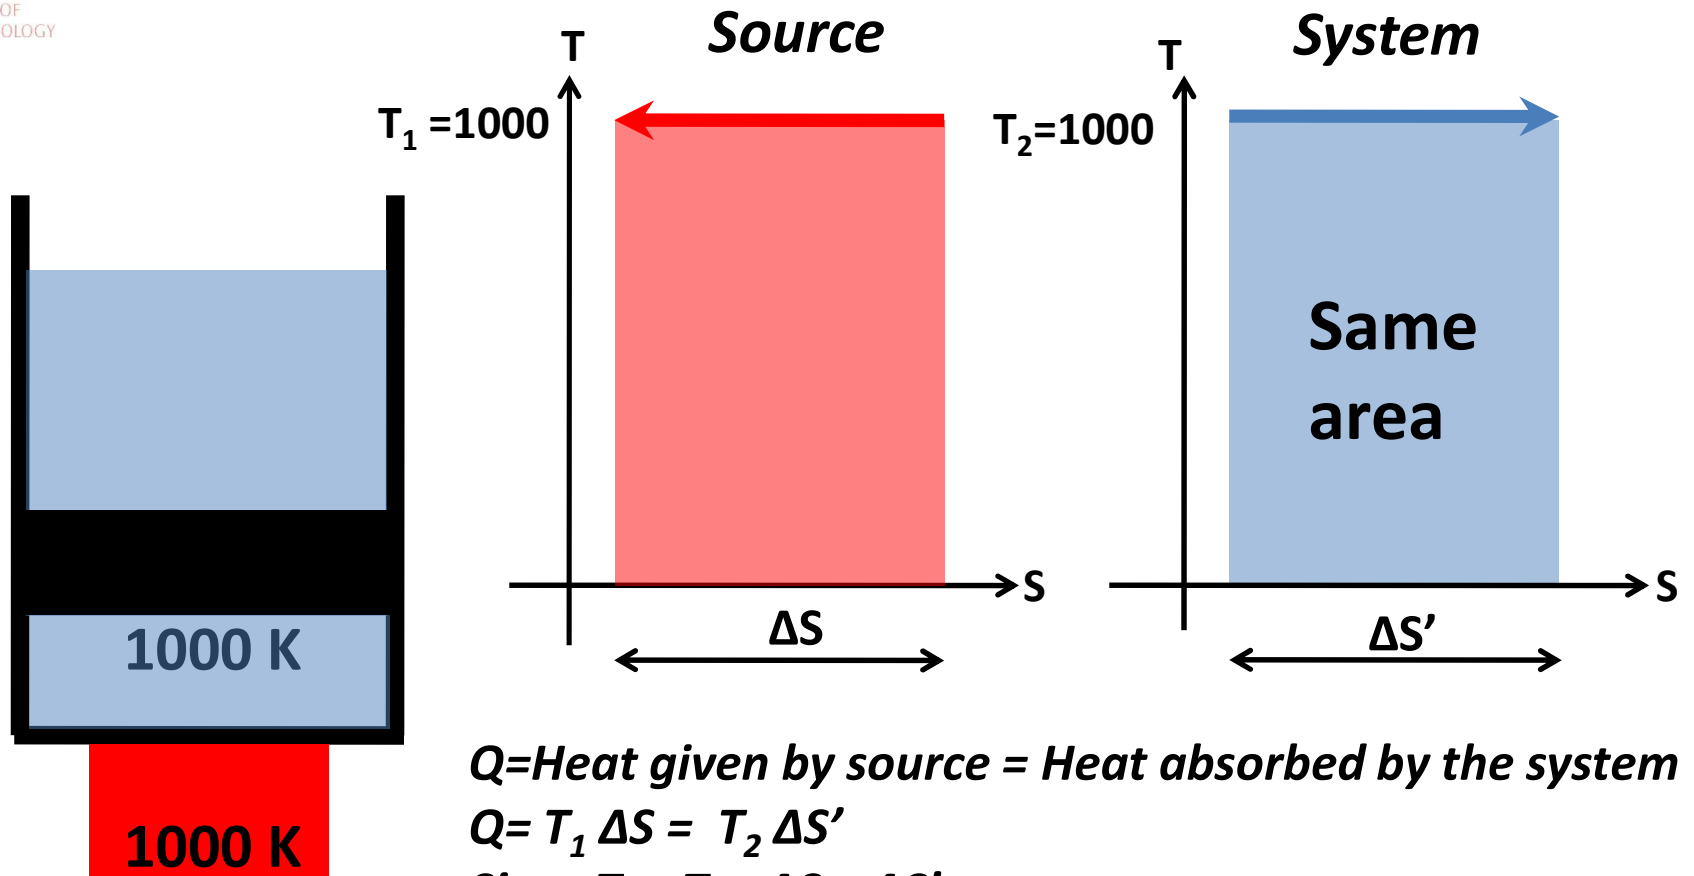 OF
OLOGY
Source
System
T
T
T1 =1000
T2=1000
Same
area
S
S
ΔS
ΔS’
1000 K
1000 K
Q=Heat given by source = Heat absorbed by the system
Q= T1 ΔS = T2 ΔS’